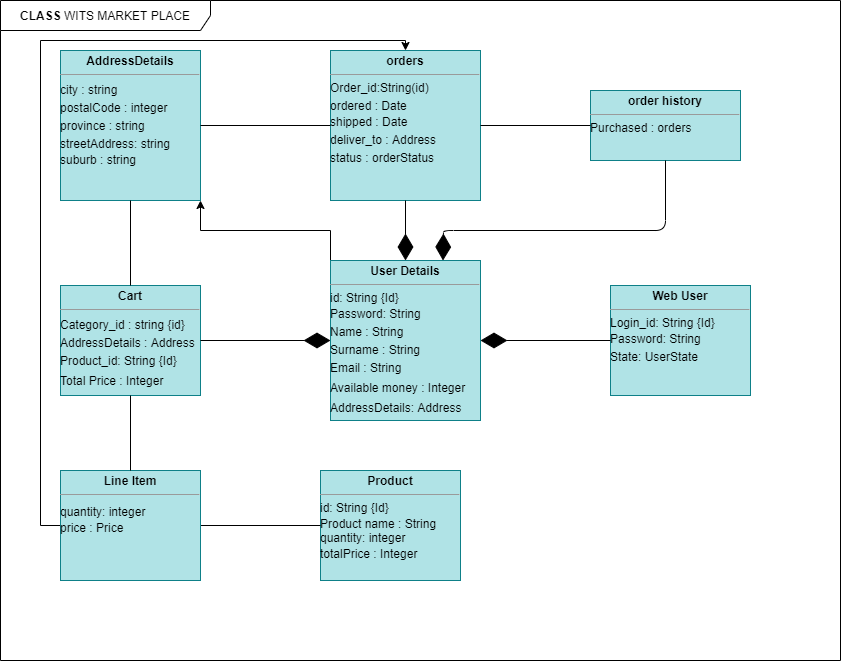 CLASS WITS MARKET PLACE
AddressDetails
city : string
postalCode : integer
province : string
streetAddress: string
suburb : string
orders
Order_id:String(id)
ordered : Date
shipped : Date
deliver_to : Address
status : orderStatus
order history
Purchased : orders
Cart
Category_id : string {id}
AddressDetails : Address
Product_id: String {Id}
Total Price : Integer
User Details
id: String {Id}
Password: String
Name : String
Surname : String
Email : String
Available money : Integer
AddressDetails: Address
Web User
Login_id: String {Id}
Password: String
State: UserState
Line Item
quantity: integer
price : Price
Product
id: String {Id}
Product name : String
quantity: integer
totalPrice : Integer